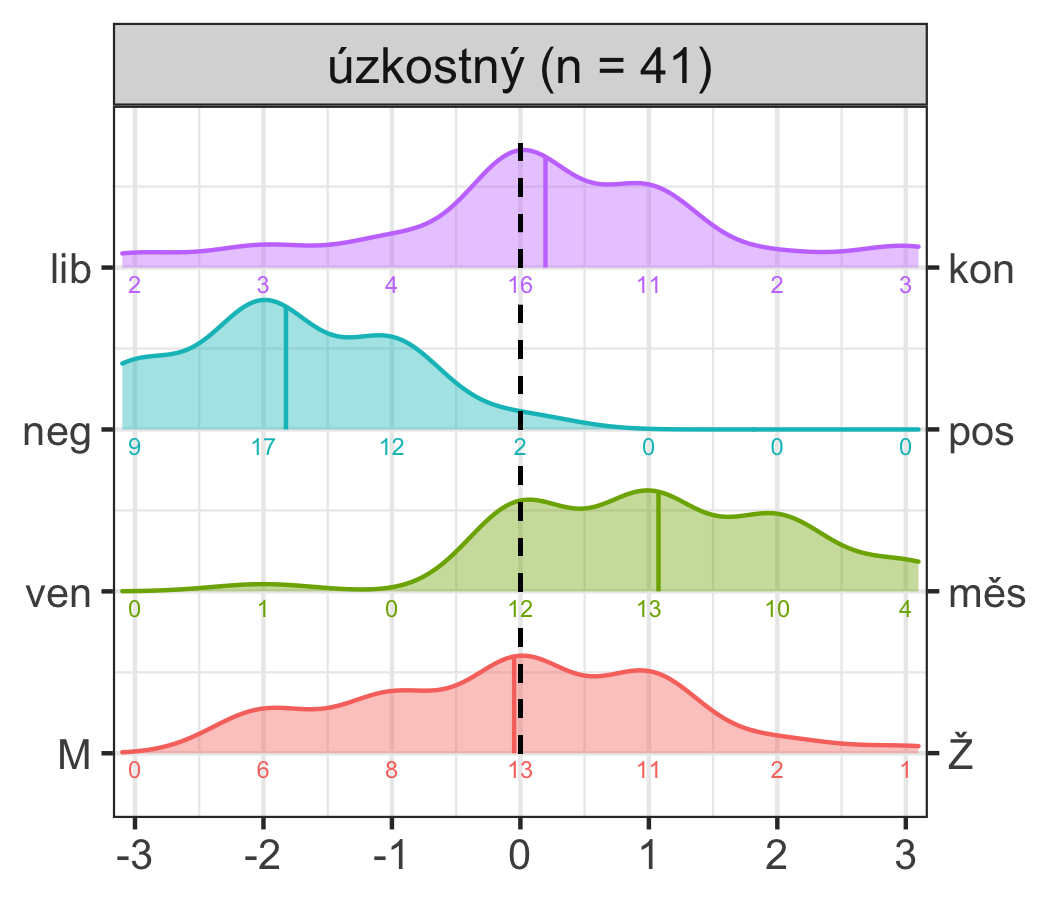 úzkostný (n = 41)
lib kon
2 3 4 16 11 2 3
neg pos
9 17 12 2 0 0 0
ven měs
0 1 0 12 13 10 4
M Ž
0 6 8 13 11 2 1
-3 -2 -1 0 1 2 3